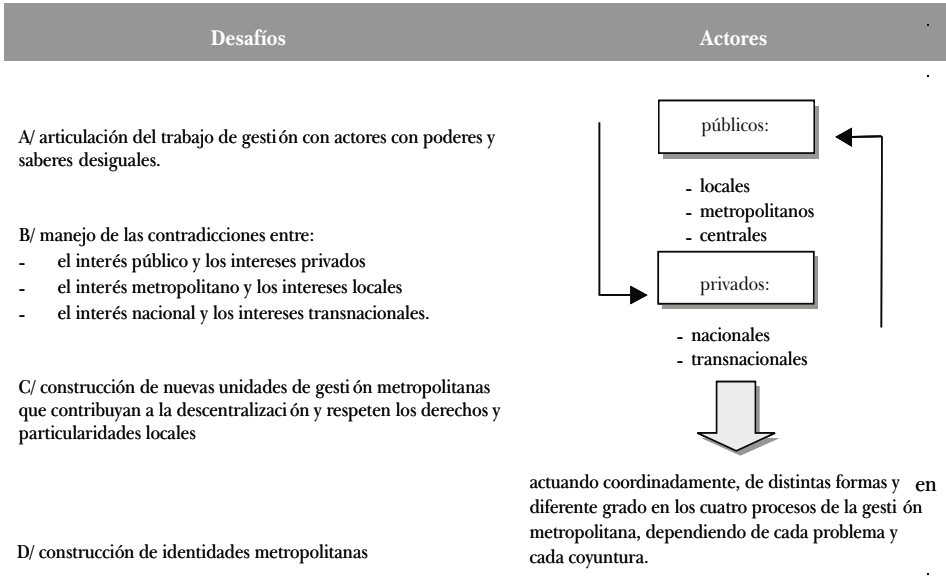 Desafíos
Actores
A/ articulación del trabajo de gestión con actores con poderes y
saberes desiguales.
B/ manejo de las contradicciones entre:
- el interés público y los intereses privados
- el interés metropolitano y los intereses locales
- el interés nacional y los intereses transnacionales.
C/ construcción de nuevas unidades de gestión metropolitanas
que contribuyan a la descentralización y respeten los derechos y
particularidades locales
D/ construcción de identidades metropolitanas
públicos:
- locales
- metropolitanos
- centrales
privados:
- nacionales
- transnacionales
actuando coordinadamente, de distintas formas y en
diferente grado en los cuatro procesos de la gestión
metropolitana, dependiendo de cada problema y
cada coyuntura.